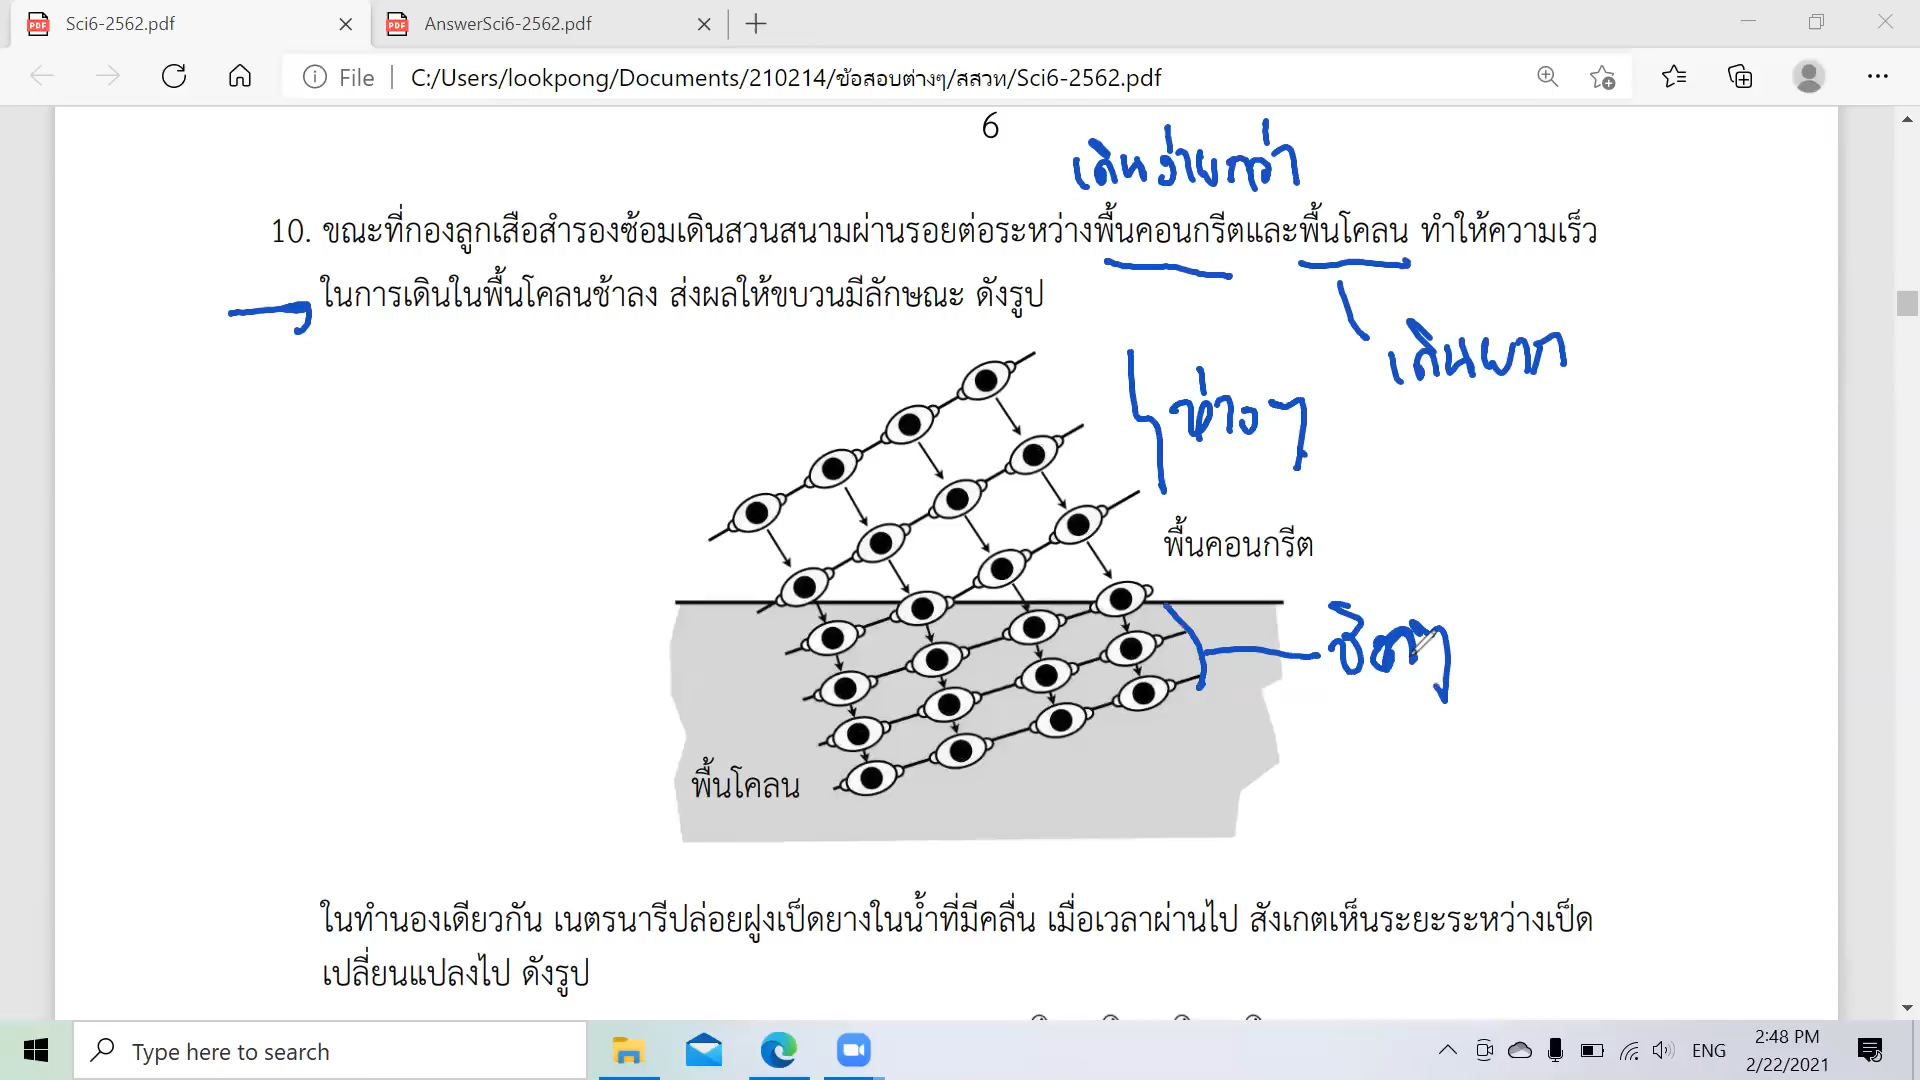 Sci6-2562.pdf
AnswerSci6-2562.pdf
File
C:/Users/lookpong/Documents/210214/ข้อสอบต่างๆ/สสวท/Sci6-2562.pdf
6
เดินง่ายกว่า
10. ขณะที่กองลูกเสือสำรองซ้อมเดินสวนสนามผ่านรอยต่อระหว่างพื้นคอนกรีตและพื้นโคลน ทำให้ความเร็ว
ในการเดินในพื้นโคลนช้าลง ส่งผลให้ขบวนมีลักษณะ ดังรูป
เดินยาก
ห่างๆ
พื้นคอนกรีต
ชิดๆ
พื้นโคลน
ในทำนองเดียวกัน เนตรนารีปล่อยฝูงเป็ดยางในน้ำที่มีคลื่น เมื่อเวลาผ่านไป สังเกตเห็นระยะระหว่างเป็ด
เปลี่ยนแปลงไป ดังรูป
Type here to search
ENG
2:48 PM
2/22/2021